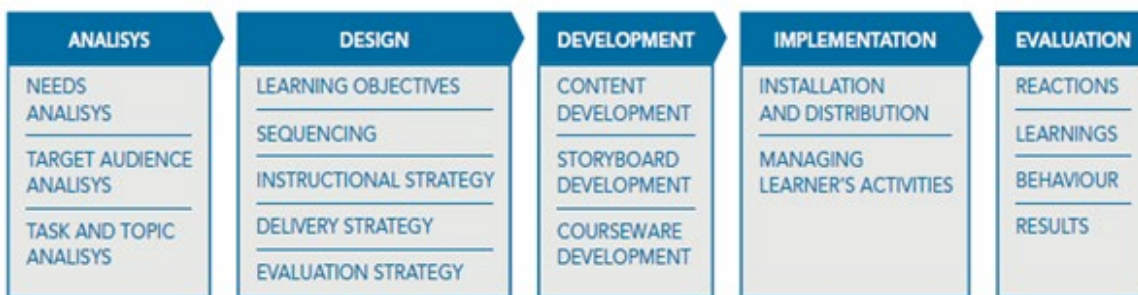 ANALISYS
NEEDS
ANALISYS
TARGET AUDIENCE
ANALISYS
TASK AND TOPIC
ANALISYS
DESIGN
LEARNING OBJECTIVES
SEQUENCING
INSTRUCTIONAL STRATEGY
DELIVERY STRATEGY
EVALUATION STRATEGY
DEVELOPMENT
CONTENT
DEVELOPMENT
STORYBOARD
DEVELOPMENT
COURSEWARE
DEVELOPMENT
IMPLEMENTATION
INSTALLATION
AND DISTRIBUTION
MANAGING
LEARNER'S ACTIVITIES
EVALUATION
REACTIONS
LEARNINGS
BEHAVIOUR
RESULTS